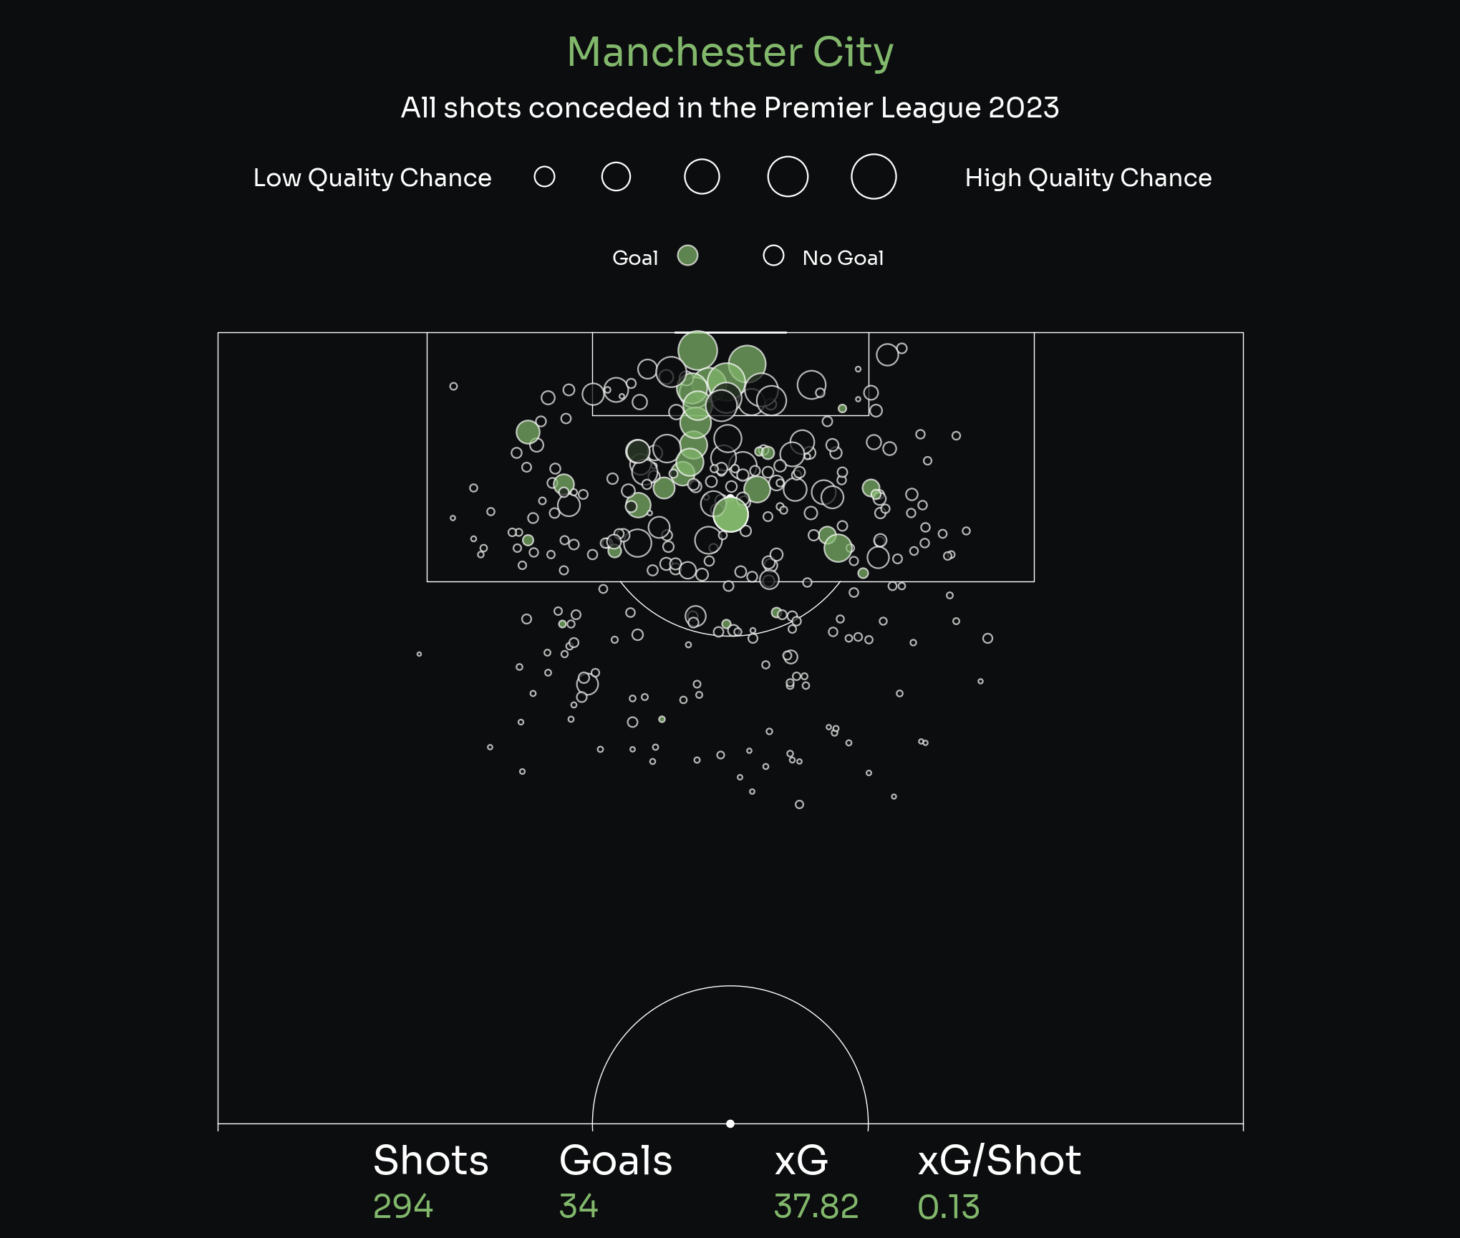 Manchester City
All shots conceded in the Premier League 2023
Low Quality Chance High Quality Chance
Goal No Goal
Shots Goals xG xG/Shot
294 34 37.82 0.13